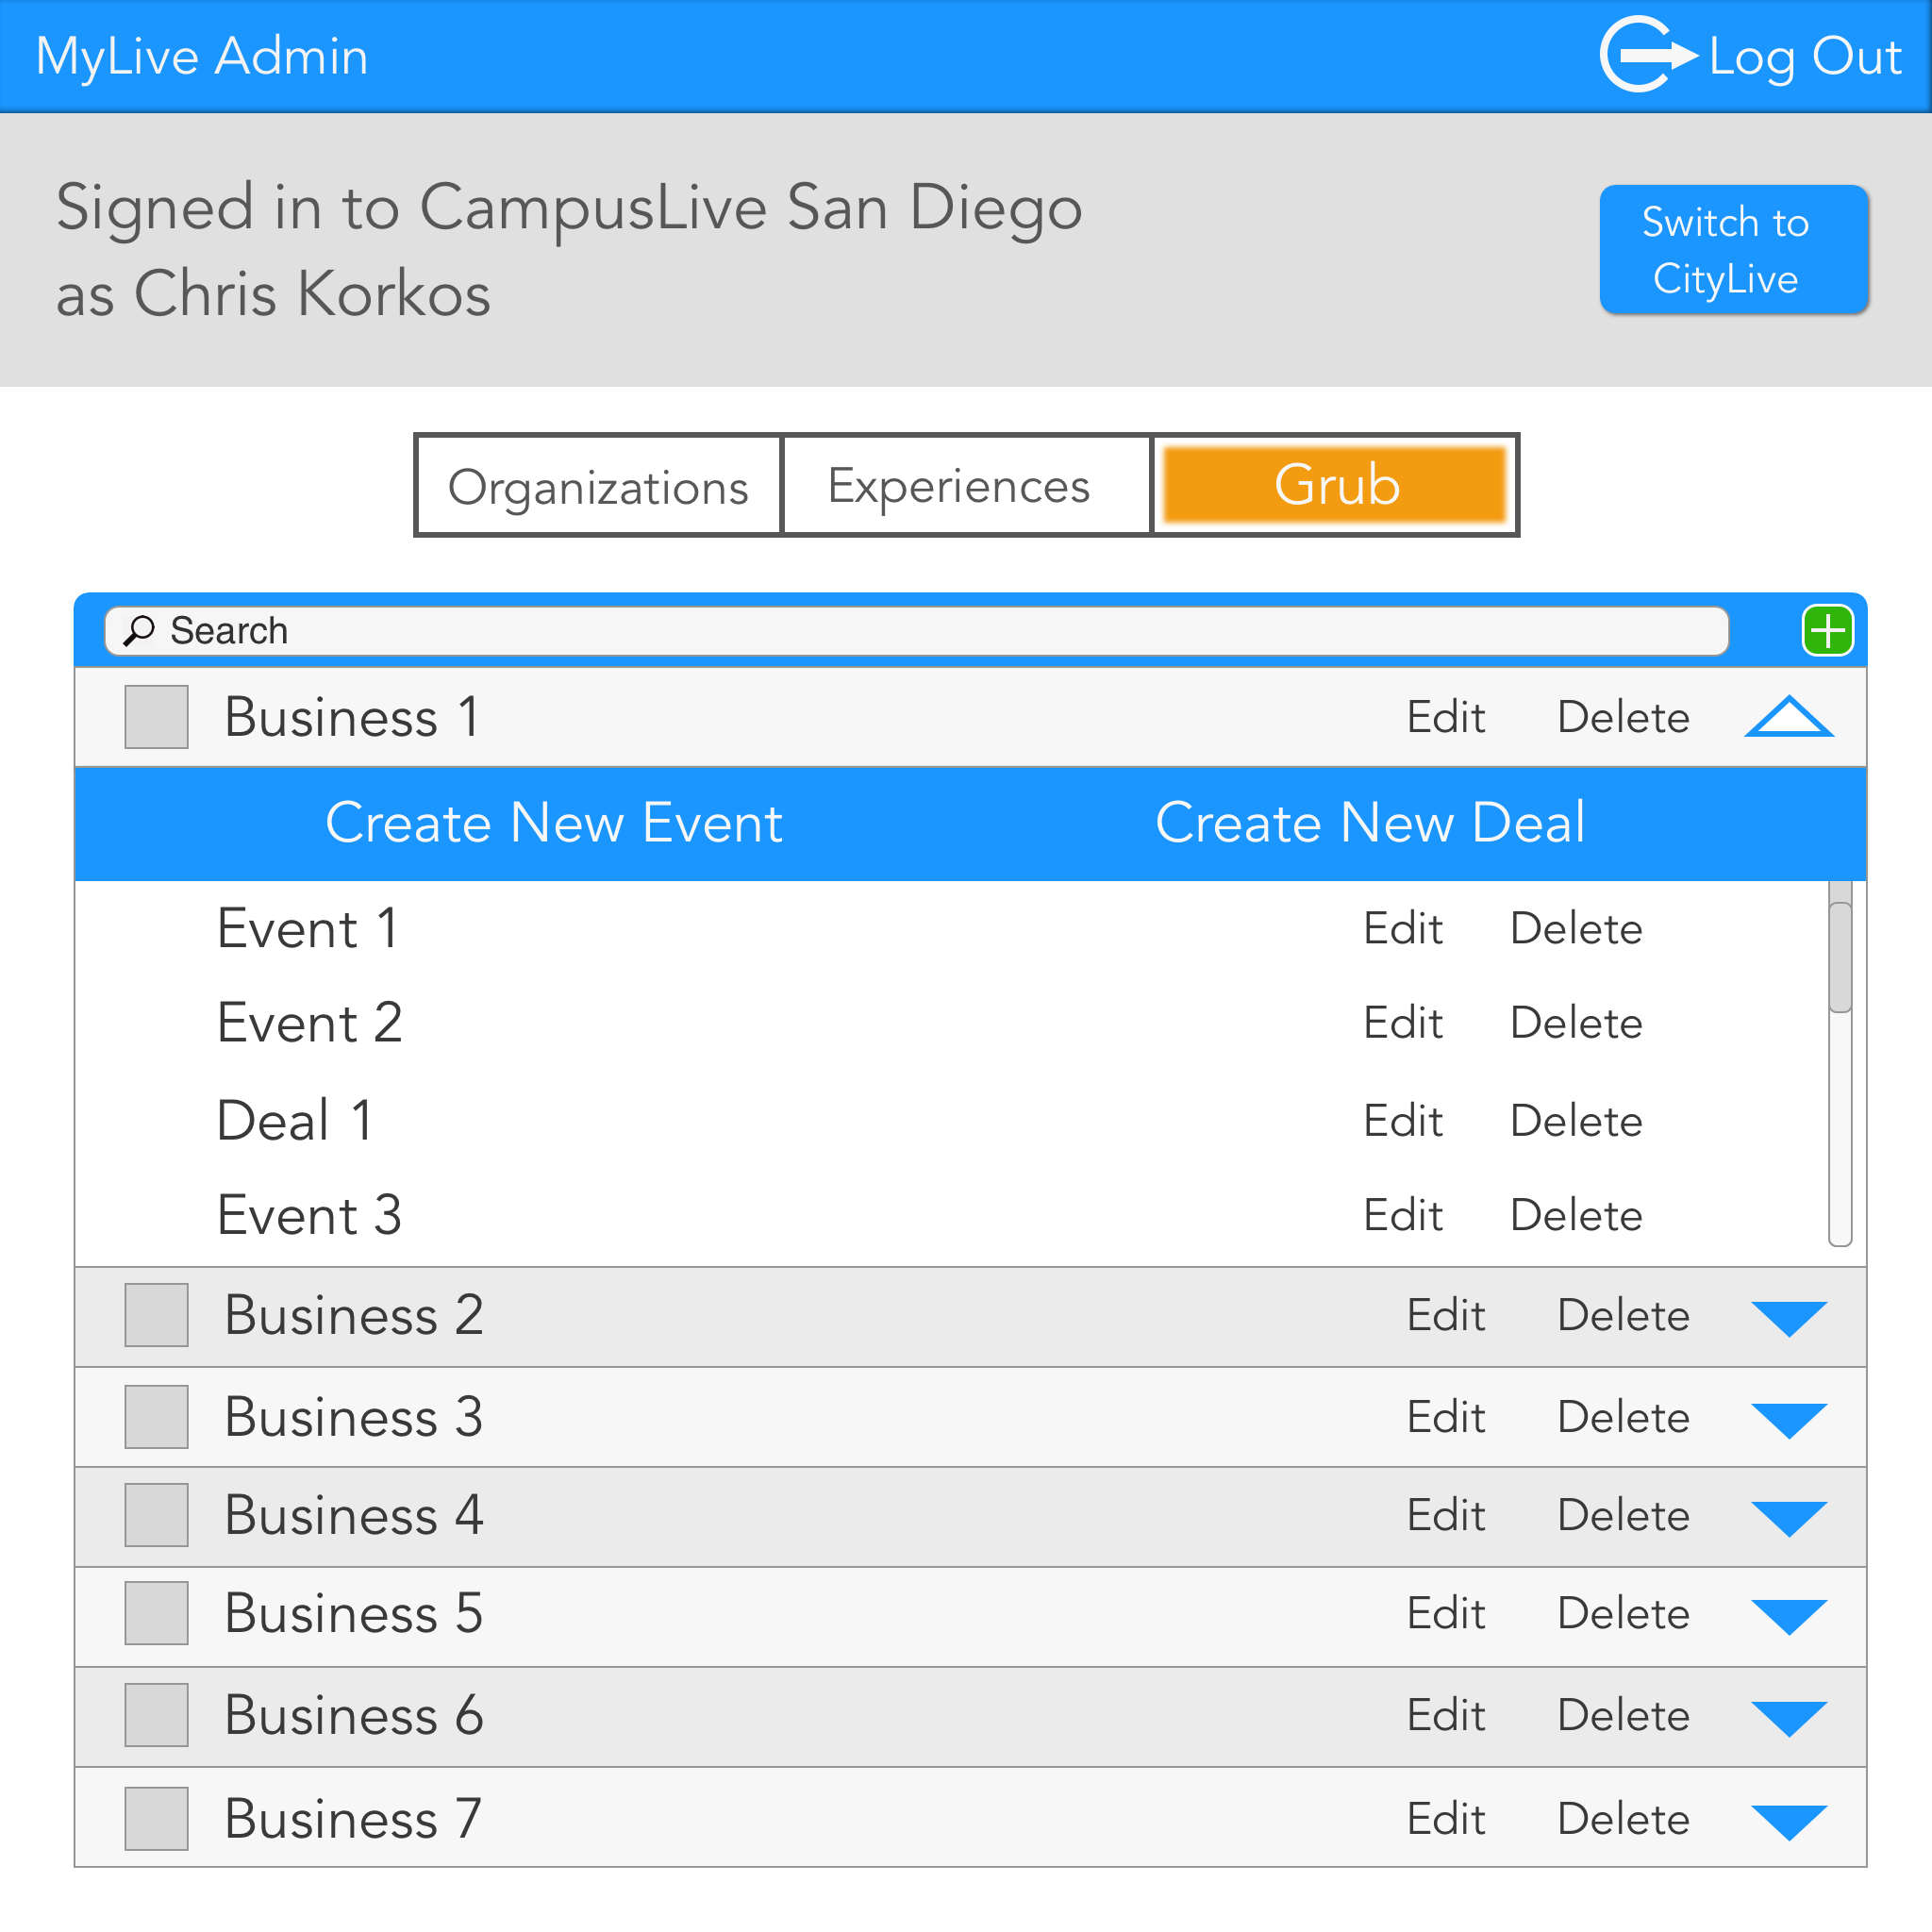 MyLive Admin
Log Out
Signed in to CampusLive San Diego
as Chris Korkos
Switch to
CityLive
Organizations
Experiences
Grub
Search
Business 1
Edit
Delete
Create New Event
Create New Deal
Event 1
Edit
Delete
Event 2
Edit
Delete
Deal 1
Edit
Delete
Event 3
Edit
Delete
Business 2
Edit
Delete
Business 3
Edit
Delete
Business 4
Edit
Delete
Business 5
Edit
Delete
Business 6
Edit
Delete
Business 7
Edit
Delete